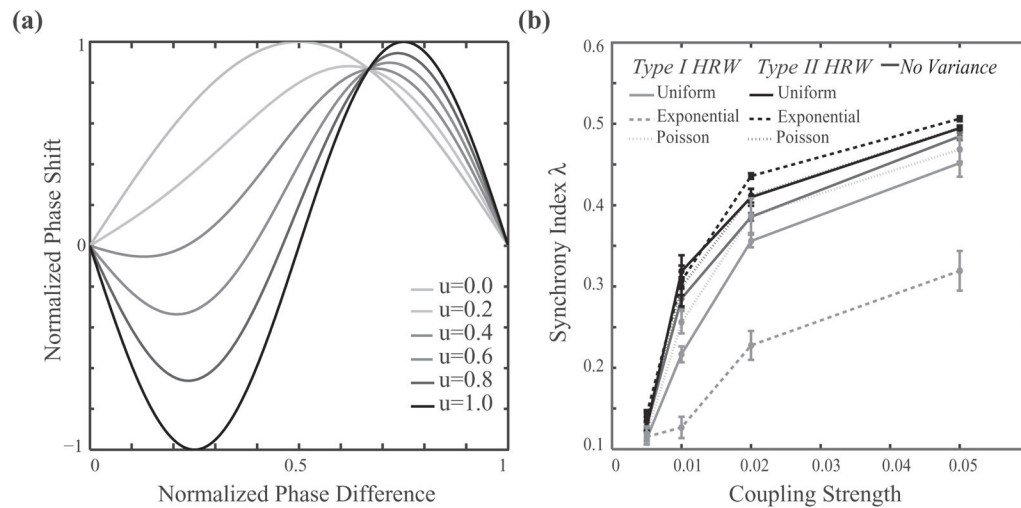 (a)
1
0
−1
Normalized Phase Shift
u=0.0
u=0.2
u=0.4
u=0.6
u=0.8
u=1.0
0 0.5 1
Normalized Phase Difference
(b)
0.6
0.5
0.4
0.3
0.2
0.1
Synchrony Index λ
Type I HRW Type II HRW No Variance
Uniform Uniform
Exponential Exponential
Poisson Poisson
0 0.01 0.02 0.03 0.04 0.05
Coupling Strength